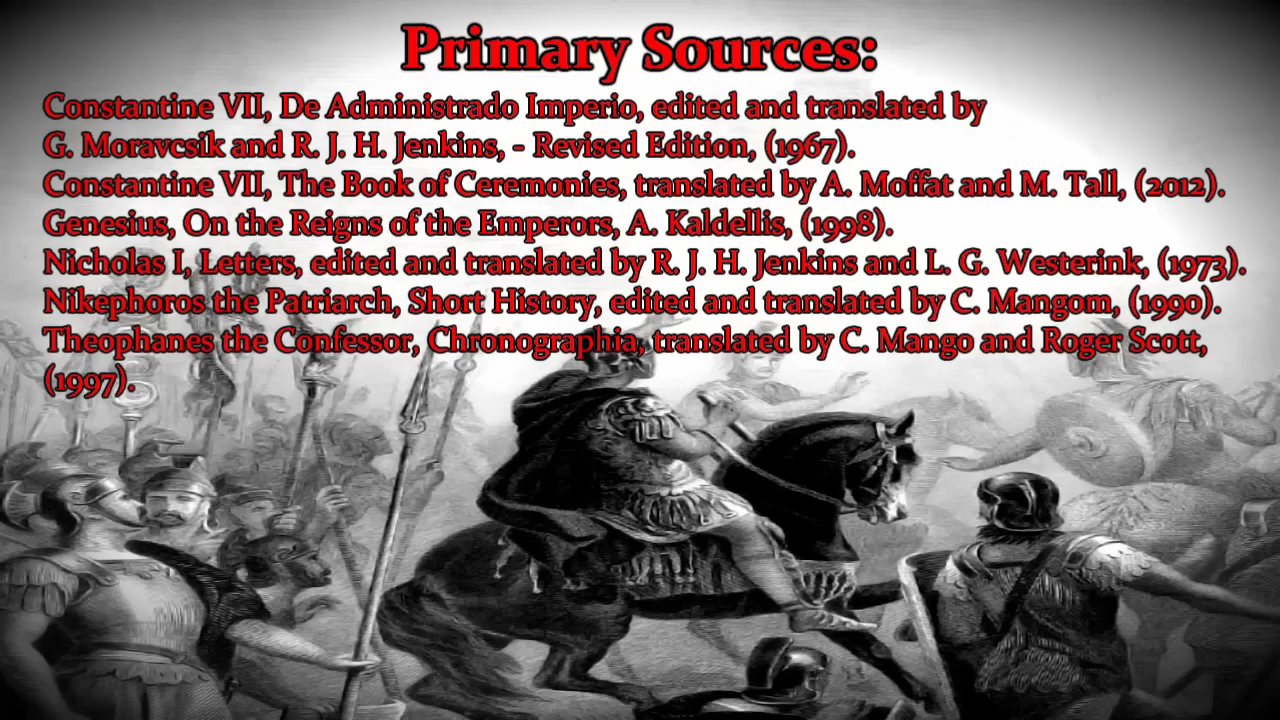 Primary Sources:
Constantine VII, De Administrado Imperio, edited and translated by
G. Moravcsik and R. J. H. Jenkins, - Revised Edition, (1967).
Constantine VII, The Book of Ceremonies, translated by A. Moffat and M. Tall, (2012).
Genesius, On the Reigns of the Emperors, A. Kaldellis, (1998).
Nicholas I, Letters, edited and translated by R. J. H. Jenkins and L. G. Westerink, (1973).
Nikephoros the Patriarch, Short History, edited and translated by C. Mangom, (1990).
Theophanes the Confessor, Chronographia, translated by C. Mango and Roger Scott,
(1997).